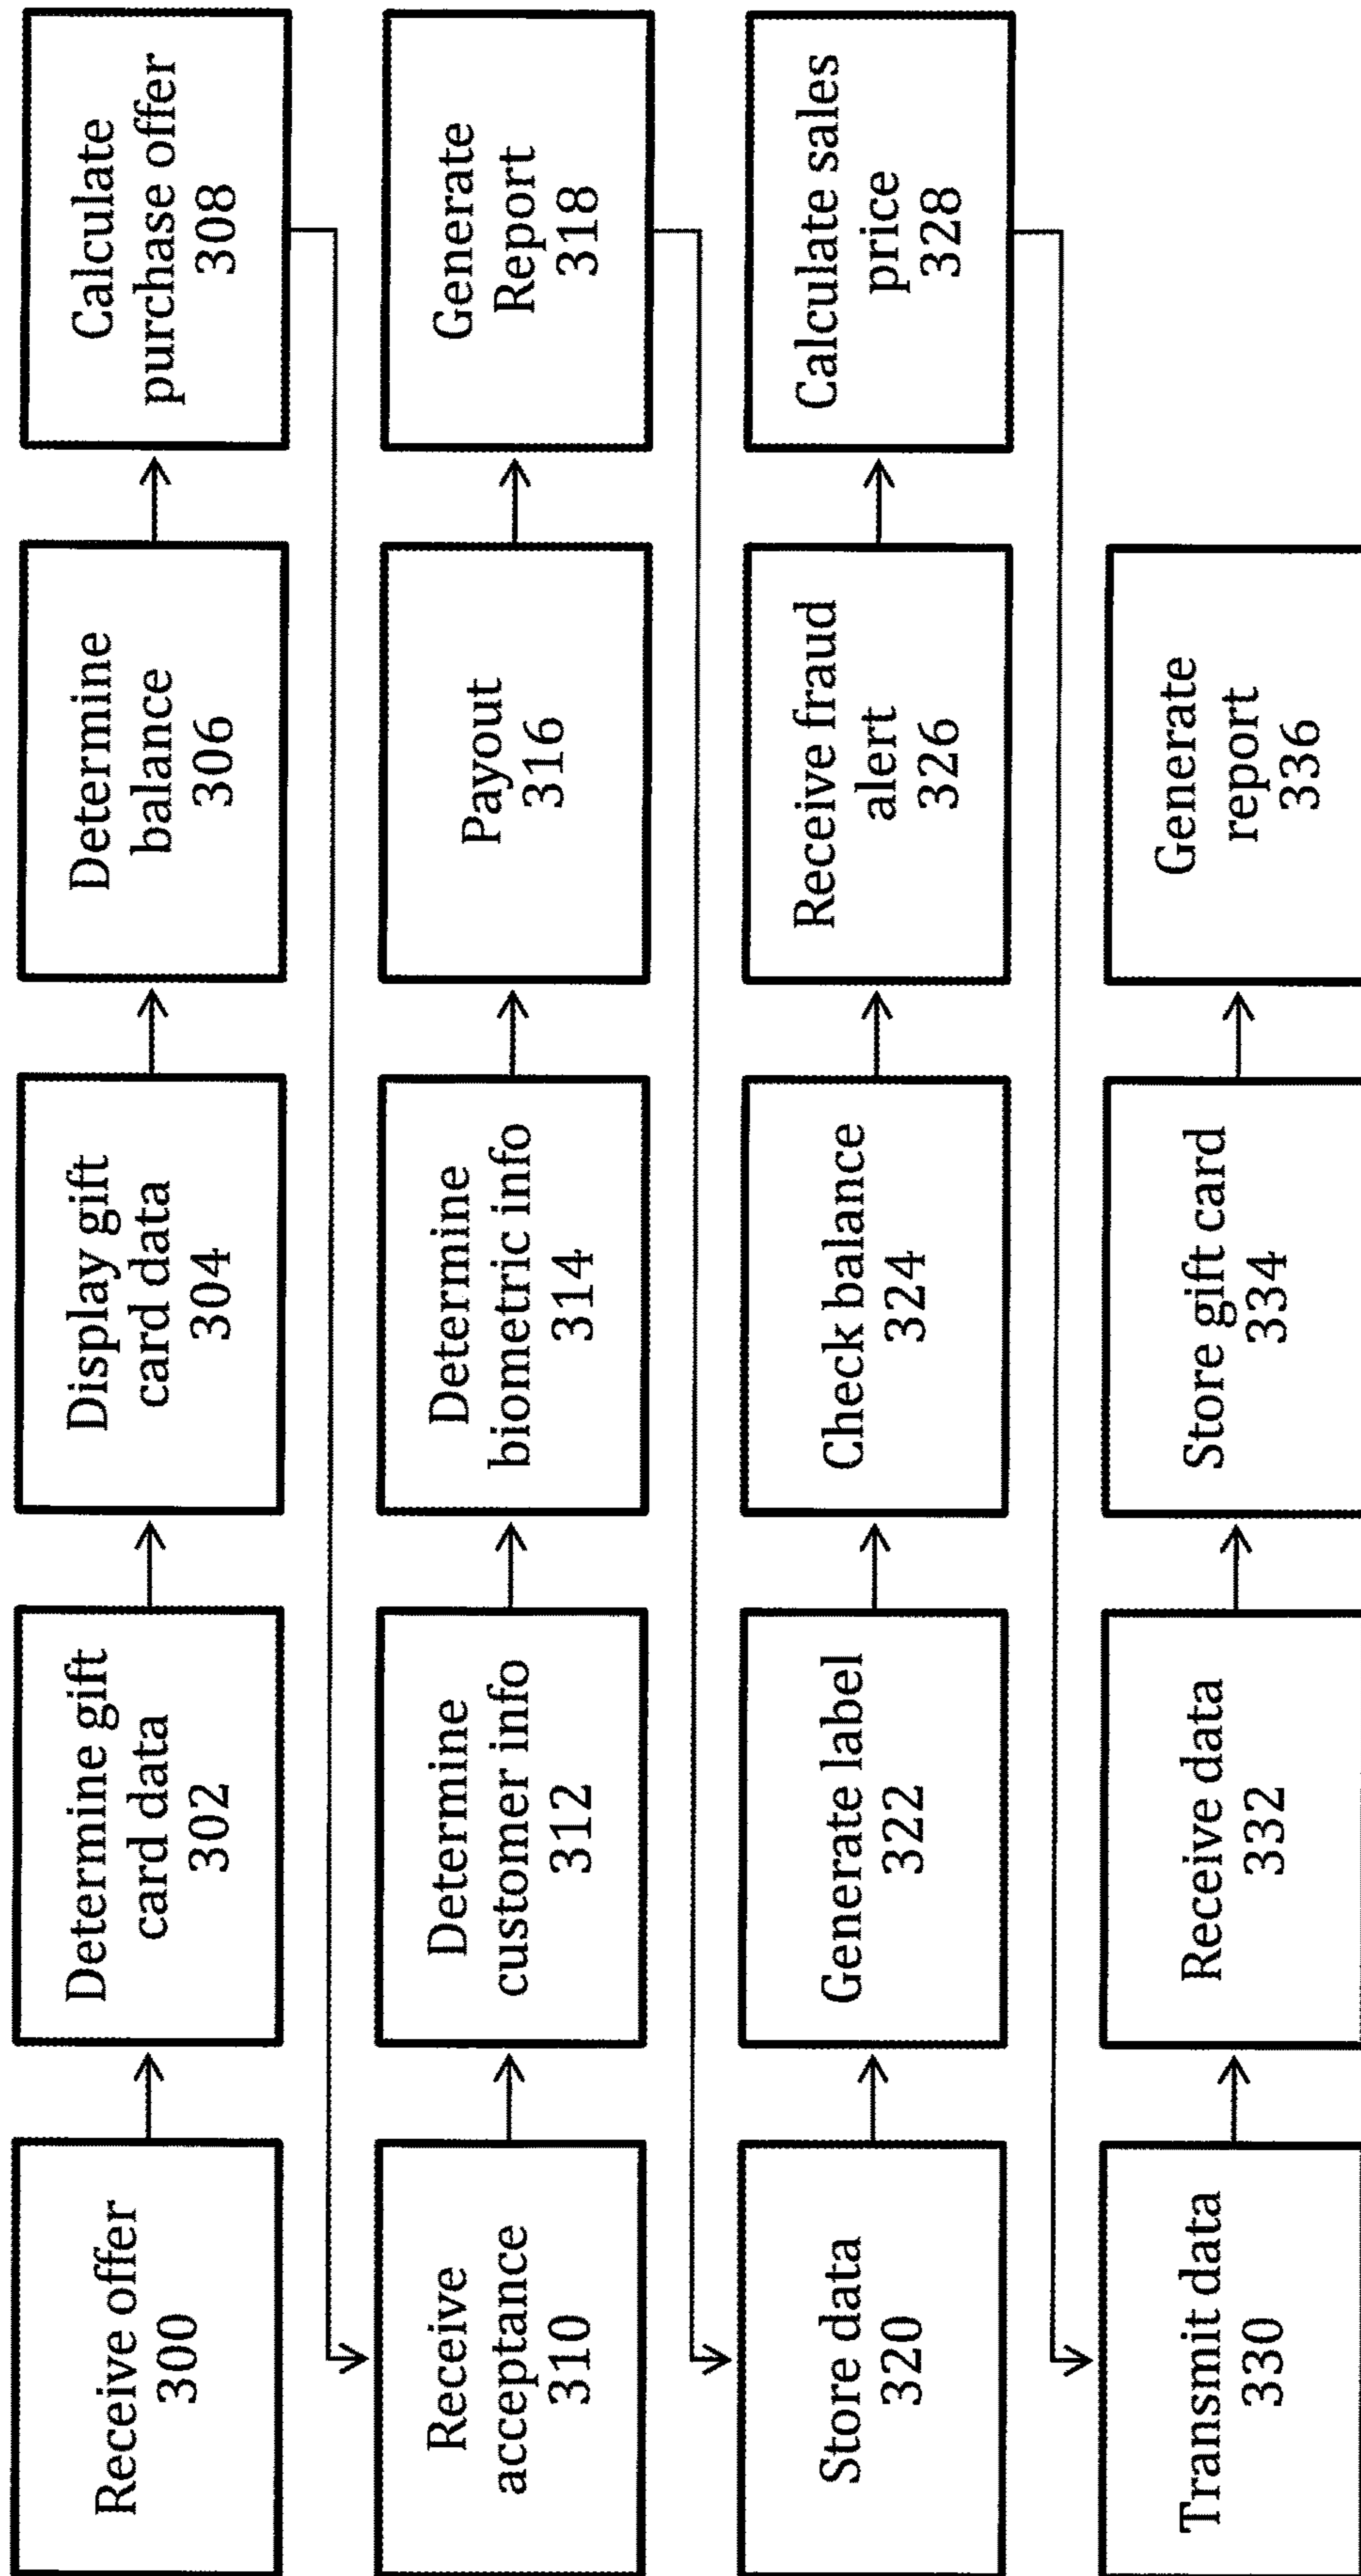 Receive offer
300
Determine gift
card data
302
Display gift
card data
304
Determine
balance
306
Calculate
purchase offer
308
Receive
acceptance
310
Determine
customer info
312
Determine
biometric info
314
Payout
316
Generate
Report
318
Store data
320
Generate label
322
Check balance
324
Receive fraud
alert
326
Calculate sales
price
328
Transmit data
330
Receive data
332
Store gift card
334
Generate
report
336